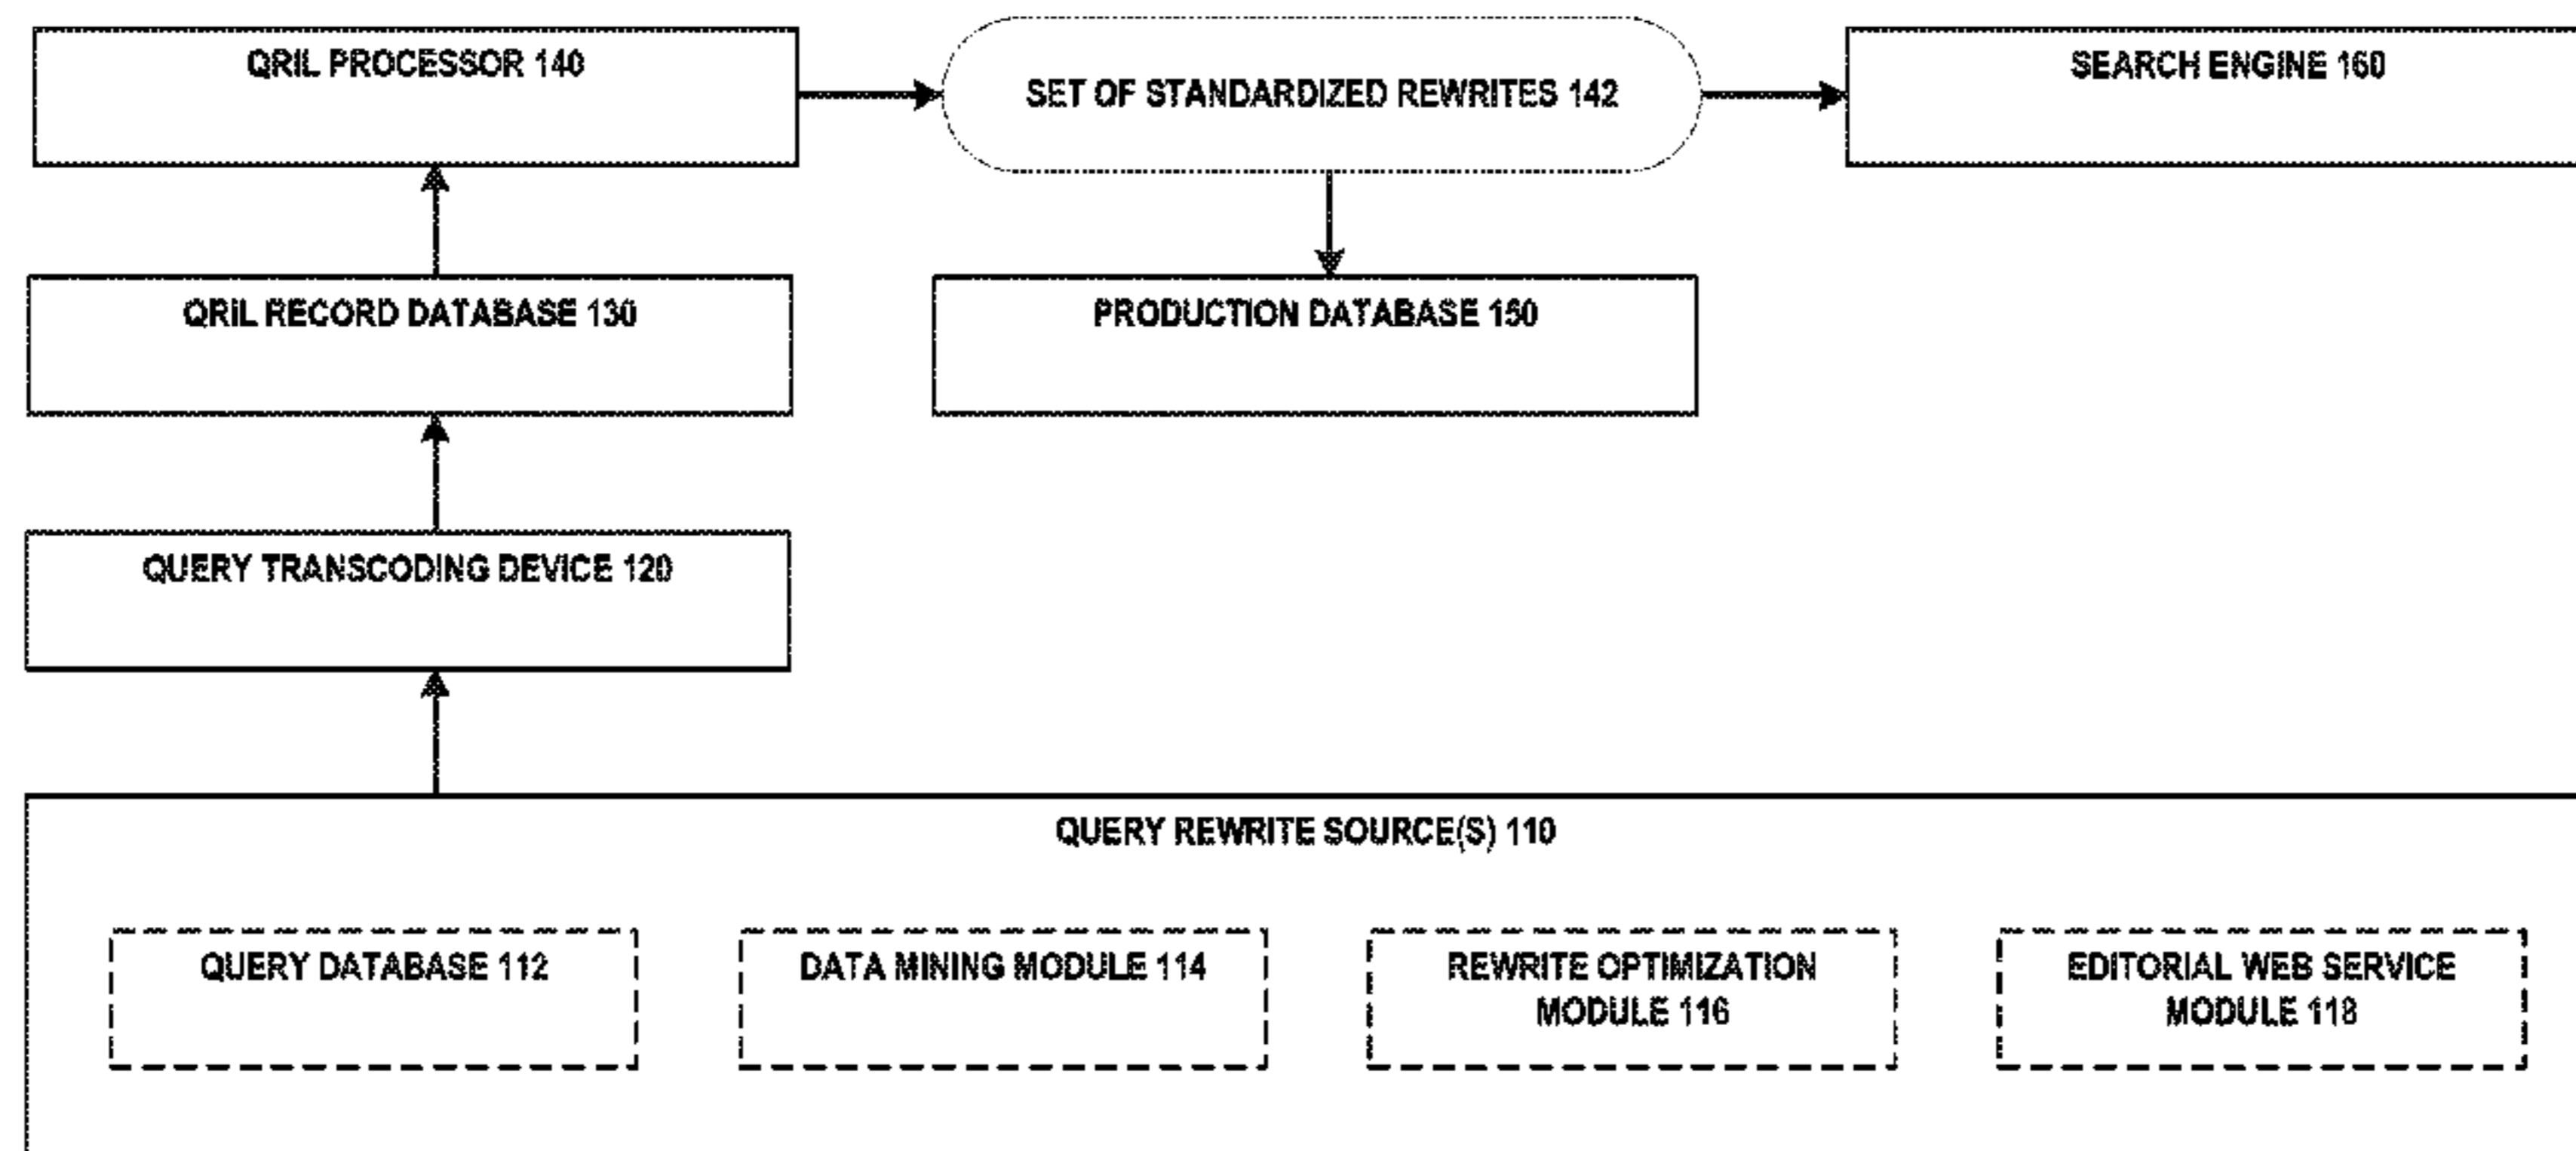 QRIL PROCESSOR 140
SET OF STANDARDIZED REWRITES 142
SEARCH ENGINE 160
QRIL RECORD DATABASE 130
PRODUCTION DATABASE 150
QUERY TRANSCODING DEVICE 120
QUERY REWRITE SOURCE(S) 110
QUERY DATABASE 112
DATA MINING MODULE 114
REWRITE OPTIMIZATION
MODULE 116
EDITORIAL WEB SERVICE
MODULE 118